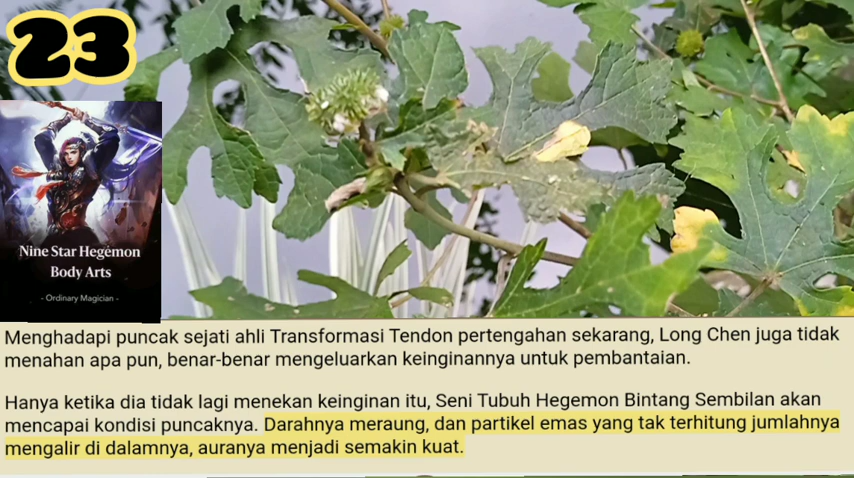 23
Nine Star Hegemon
Body Arts
- Ordinary Magician -
Menghadapi puncak sejati ahli Transformasi Tendon pertengahan sekarang, Long Chen juga tidak
menahan apa pun, benar-benar mengeluarkan keinginannya untuk pembantaian.
Hanya ketika dia tidak lagi menekan keinginan itu, Seni Tubuh Hegemon Bintang Sembilan akan
mencapai kondisi puncaknya. Darahnya meraung, dan partikel emas yang tak terhitung jumlahnya
mengalir di dalamnya, auranya menjadi semakin kuat.